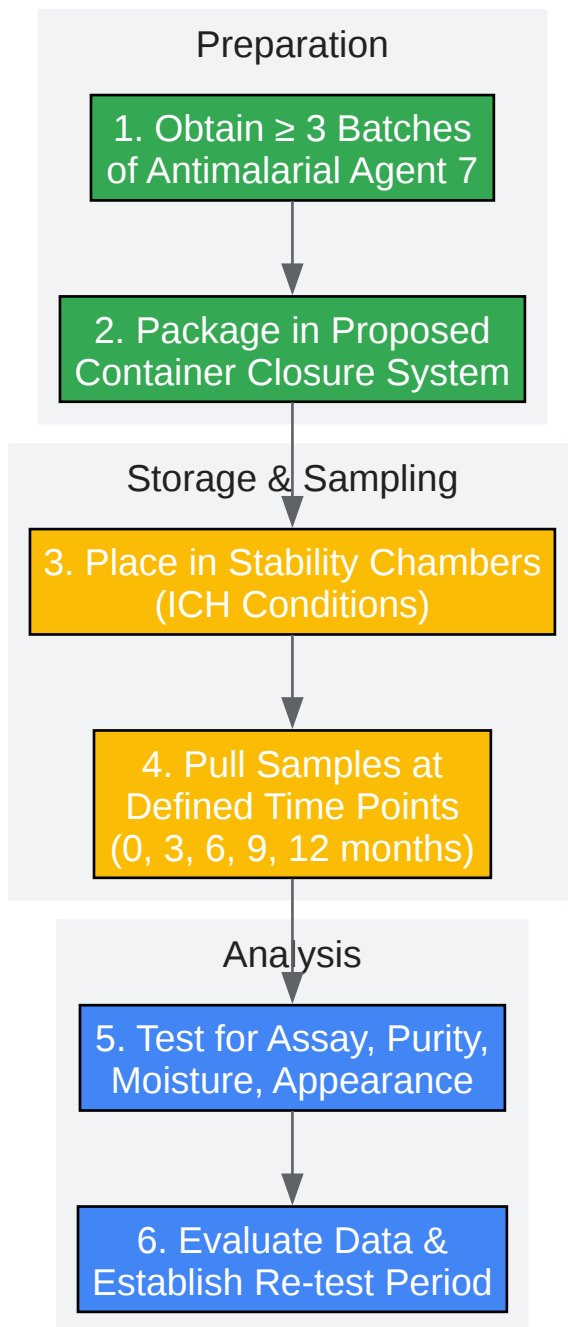 Preparation
1. Obtain ≥ 3 Batches
of Antimalarial Agent 7
2. Package in Proposed
Container Closure System
Storage & Sampling
3. Place in Stability Chambers
(ICH Conditions)
4. Pull Samples at
Defined Time Points
(0, 3, 6, 9, 12 months)
Analysis
5. Test for Assay, Purity,
Moisture, Appearance
6. Evaluate Data &
Establish Re-test Period